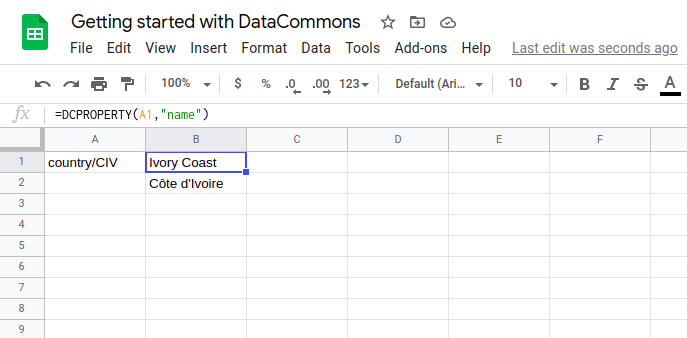 Getting started with DataCommons
File Edit View Insert Format Data Tools Add-ons Help Last edit was seconds ago
100% $ % .0 .00 123 Default (Ari... 10 B I S A
fx =DCPROPERTY(A1,"name")
A B C D E F
1 country/CIV Ivory Coast
2 Côte d'Ivoire
3
4
5
6
7
8
9